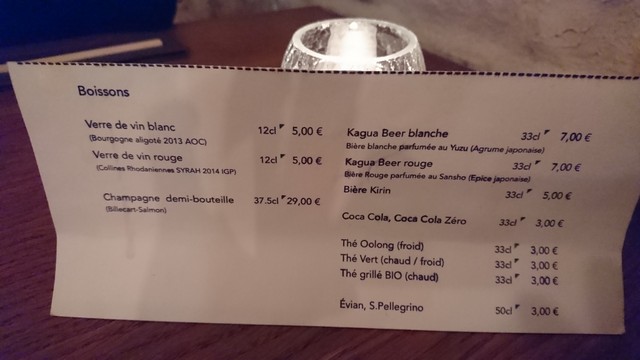 Boissons
Verre de vin blanc 12cl 5,00 €
(Bourgogne aligoté 2013 AOC)
Verre de vin rouge 12cl 5,00 €
(Collines Rhodaniennes SYRAH 2014 IGP)
Champagne demi-bouteille 37.5cl 29,00 €
(Billecart-Salmon)
Kagua Beer blanche 33cl 7,00 €
Bière blanche parfumée au Yuzu (Agrume japonaise)
Kagua Beer rouge 33cl 7,00 €
Bière Rouge parfumée au Sansho (Epice japonaise)
Bière Kirin 33cl 5,00 €
Coca Cola, Coca Cola Zéro 33cl 3,00 €
Thé Oolong (froid) 33cl 3,00 €
Thé Vert (chaud / froid) 33cl 3,00 €
Thé grillé BIO (chaud) 33cl 3,00 €
Évian, S.Pellegrino 50cl 3,00 €